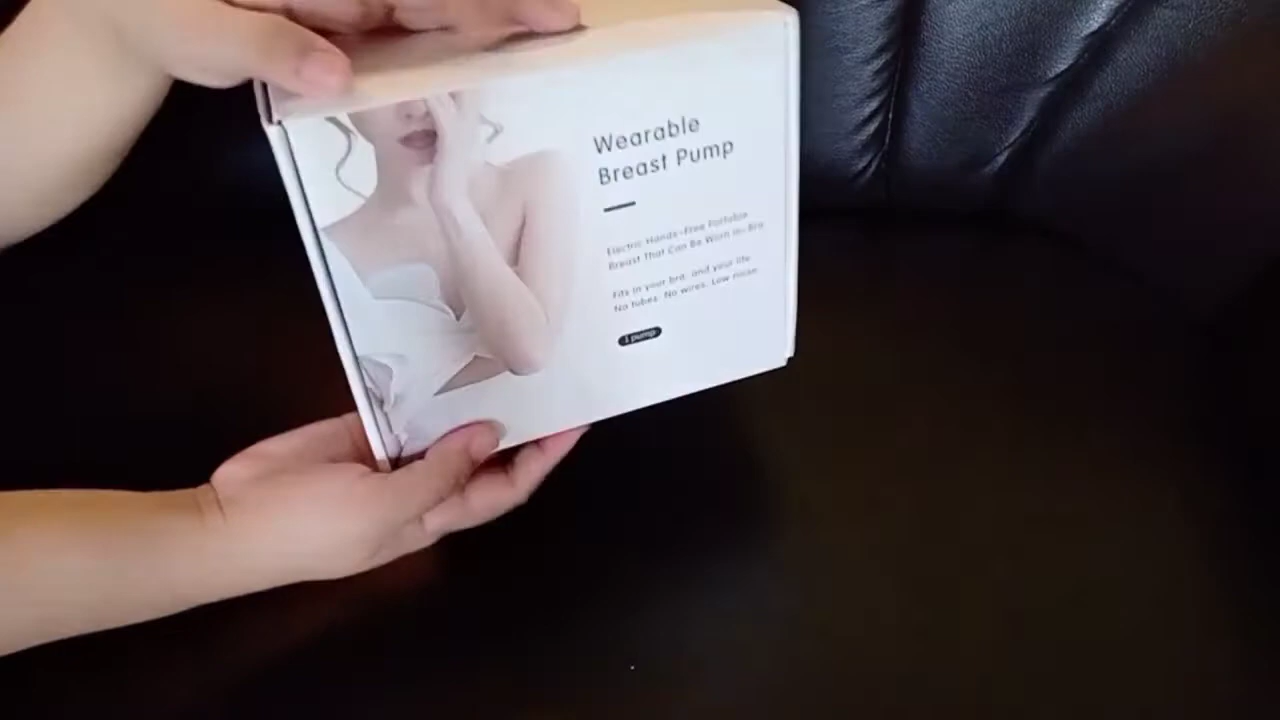 Wearable
Breast Pump
Electric Hands-Free Portable
Breast That Can Be Worn In-Bra
Fits in your bra, and your life
No tubes. No wires. Low noise.
1 pump